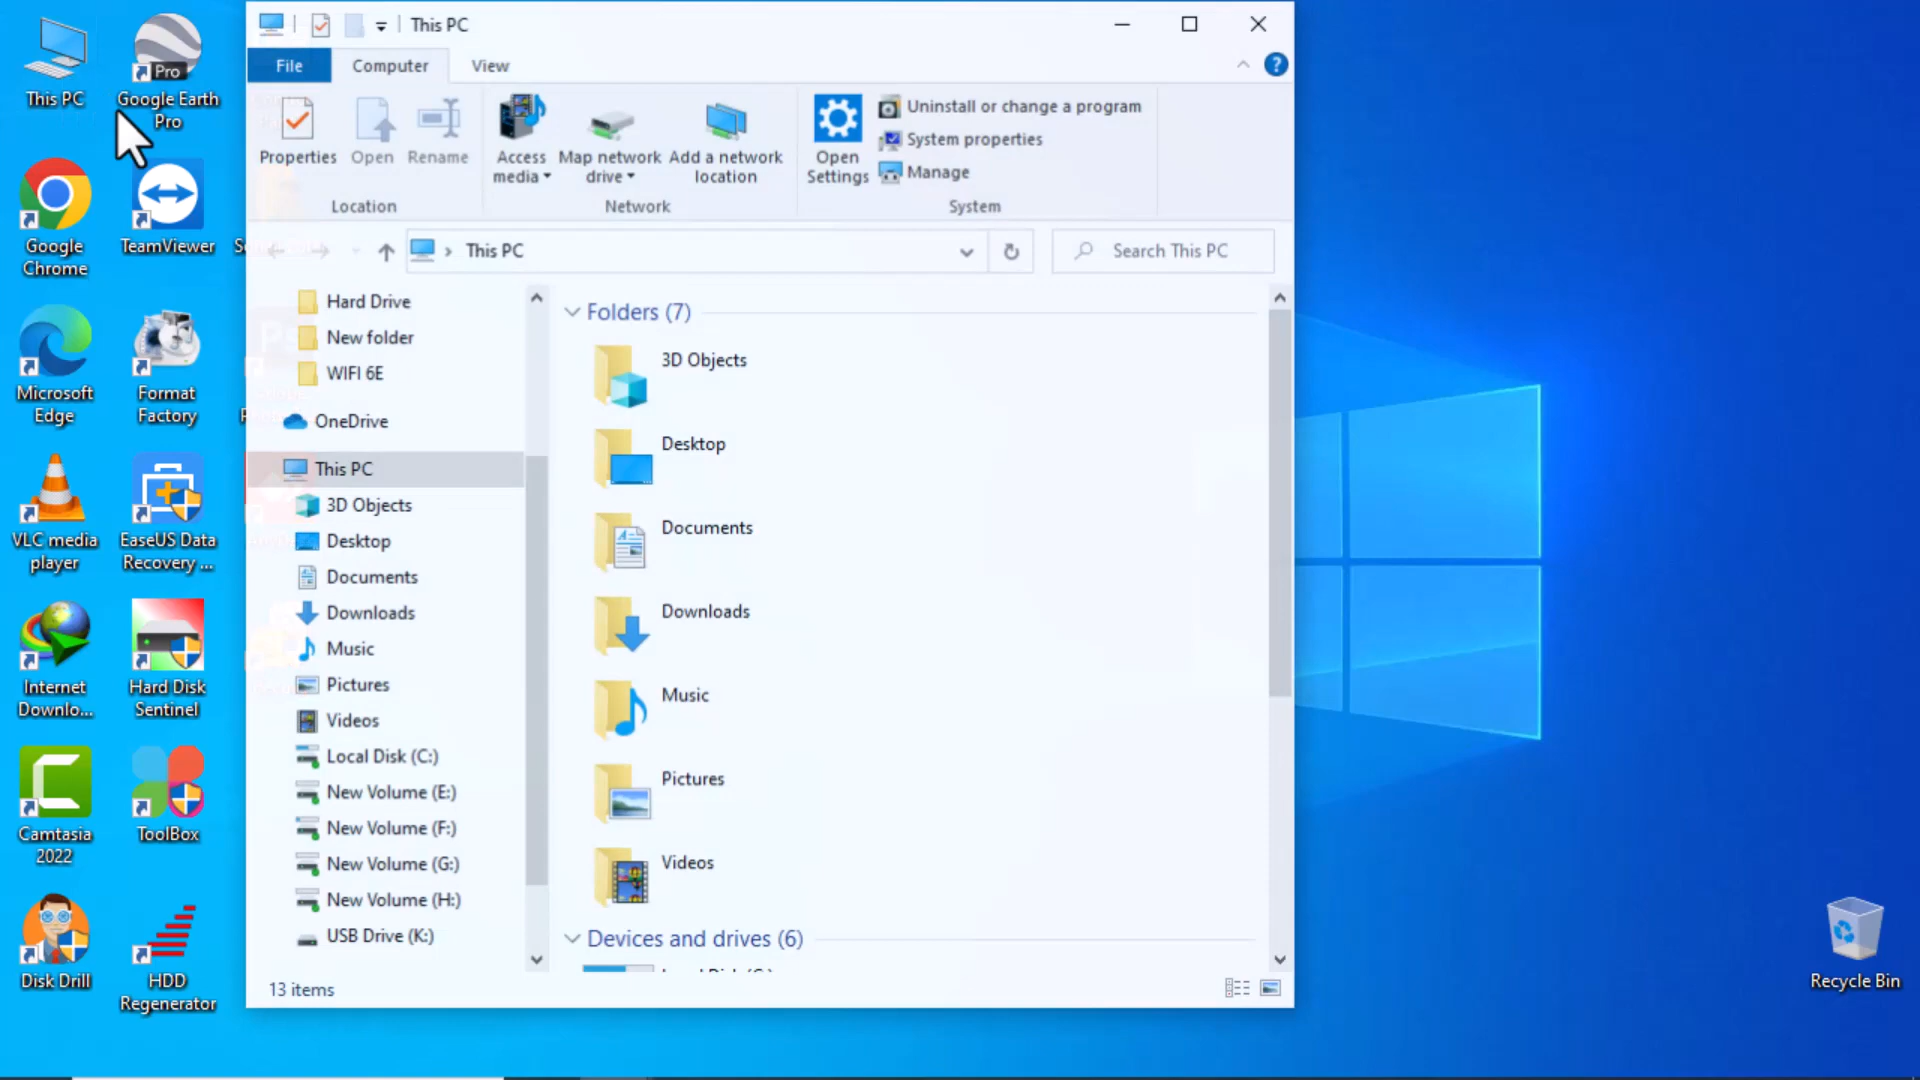 This PC
File
Computer
View
Properties
Open
Rename
Access
media
Map network
drive
Add a network
location
Open
Settings
Uninstall or change a program
System properties
Manage
Location
Network
System
This PC
Search This PC
Hard Drive
New folder
WIFI 6E
OneDrive
This PC
3D Objects
Desktop
Documents
Downloads
Music
Pictures
Videos
Local Disk (C:)
New Volume (E:)
New Volume (F:)
New Volume (G:)
New Volume (H:)
USB Drive (K:)
Folders (7)
3D Objects
Desktop
Documents
Downloads
Music
Pictures
Videos
Devices and drives (6)
13 items
This PC
Pro
Google Earth
Pro
Google
Chrome
TeamViewer
Microsoft
Edge
Format
Factory
VLC media
player
EaseUS Data
Recovery ...
Internet
Downlo...
Hard Disk
Sentinel
Camtasia
2022
ToolBox
Disk Drill
HDD
Regenerator
Recycle Bin